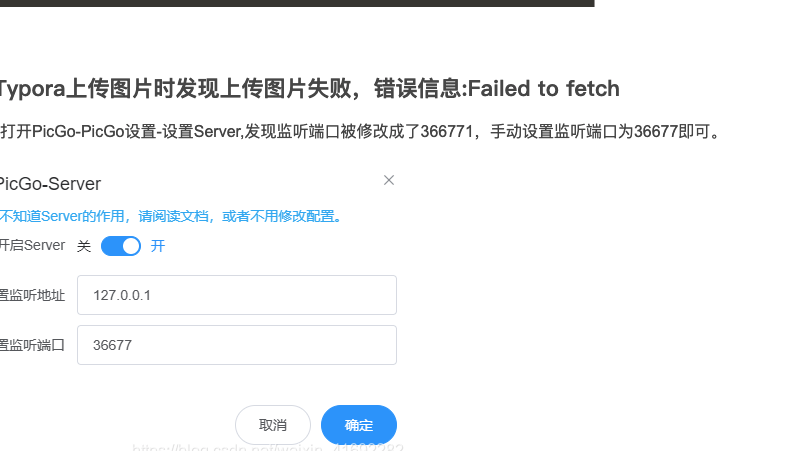 Typora上传图片时发现上传图片失败，错误信息:Failed to fetch
打开PicGo-PicGo设置-设置Server,发现监听端口被修改成了366771，手动设置监听端口为36677即可。
PicGo-Server
不知道Server的作用，请阅读文档，或者不用修改配置。
开启Server 关 开
置监听地址 127.0.0.1
置监听端口 36677
取消 确定